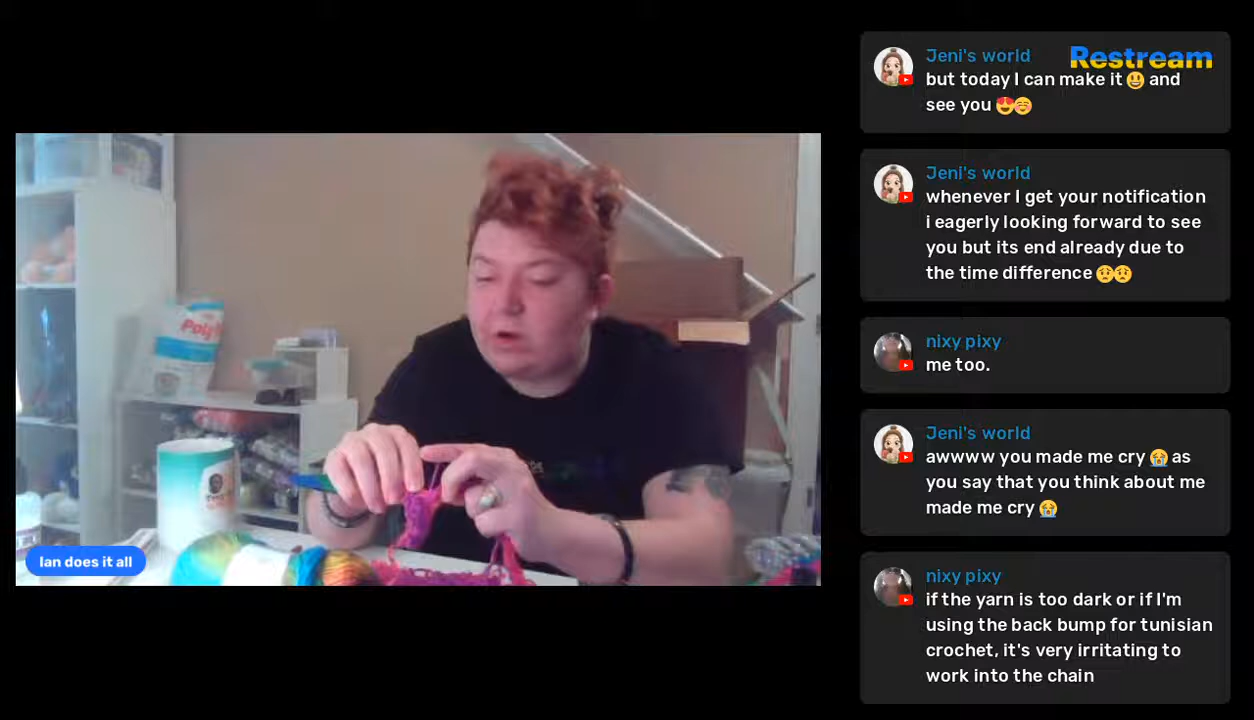 Jeni's world
Restream
but today I can make it 😃 and
see you 😍☺️
Jeni's world
whenever I get your notification
i eagerly looking forward to see
you but its end already due to
the time difference 😟😟
nixy pixy
me too.
Jeni's world
awwww you made me cry 😭 as
you say that you think about me
made me cry 😭
nixy pixy
if the yarn is too dark or if I'm
using the back bump for tunisian
crochet, it's very irritating to
work into the chain
Ian does it all